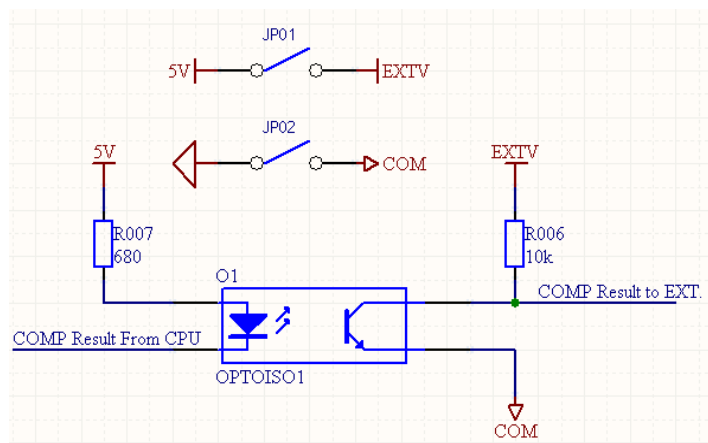 JP01
5V EXTV
JP02
COM
5V EXTV
R007
680
R006
10k
O1
COMP Result to EXT.
COMP Result From CPU
OPTOISO1
COM